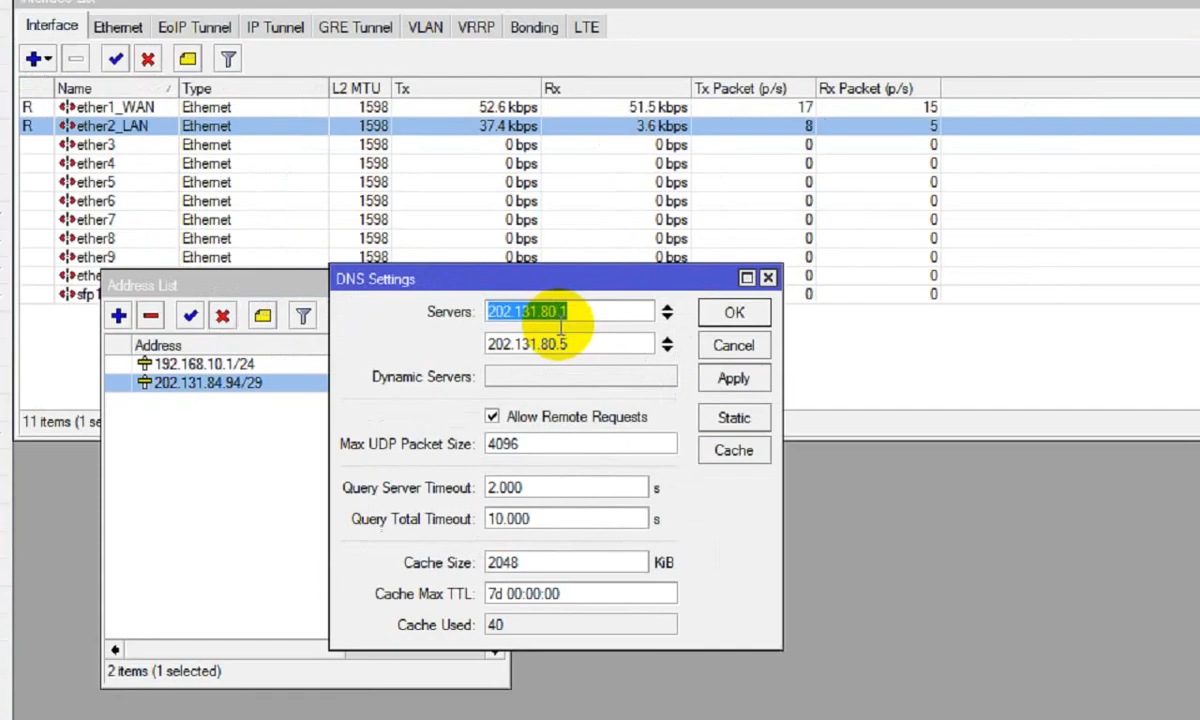 Interface Ethernet EoIP Tunnel IP Tunnel GRE Tunnel VLAN VRRP Bonding LTE
Name Type L2 MTU Tx Rx Tx Packet (p/s) Rx Packet (p/s)
R ether1_WAN Ethernet 1598 52.6 kbps 51.5 kbps 17 15
R ether2_LAN Ethernet 1598 37.4 kbps 3.6 kbps 8 5
ether3 Ethernet 1598 0 bps 0 bps 0 0
ether4 Ethernet 1598 0 bps 0 bps 0 0
ether5 Ethernet 1598 0 bps 0 bps 0 0
ether6 Ethernet 1598 0 bps 0 bps 0 0
ether7 Ethernet 1598 0 bps 0 bps 0 0
ether8 Ethernet 1598 0 bps 0 bps 0 0
ether9 Ethernet 1598 0 bps 0 bps 0 0
ethe 0 0
sfp1 0 0
11 items (1 se
Address List
Address
192.168.10.1/24
202.131.84.94/29
2 items (1 selected)
DNS Settings
Servers: 202.131.80.1 OK
202.131.80.5 Cancel
Dynamic Servers: Apply
Allow Remote Requests Static
Max UDP Packet Size: 4096 Cache
Query Server Timeout: 2.000 s
Query Total Timeout: 10.000 s
Cache Size: 2048 KiB
Cache Max TTL: 7d 00:00:00
Cache Used: 40